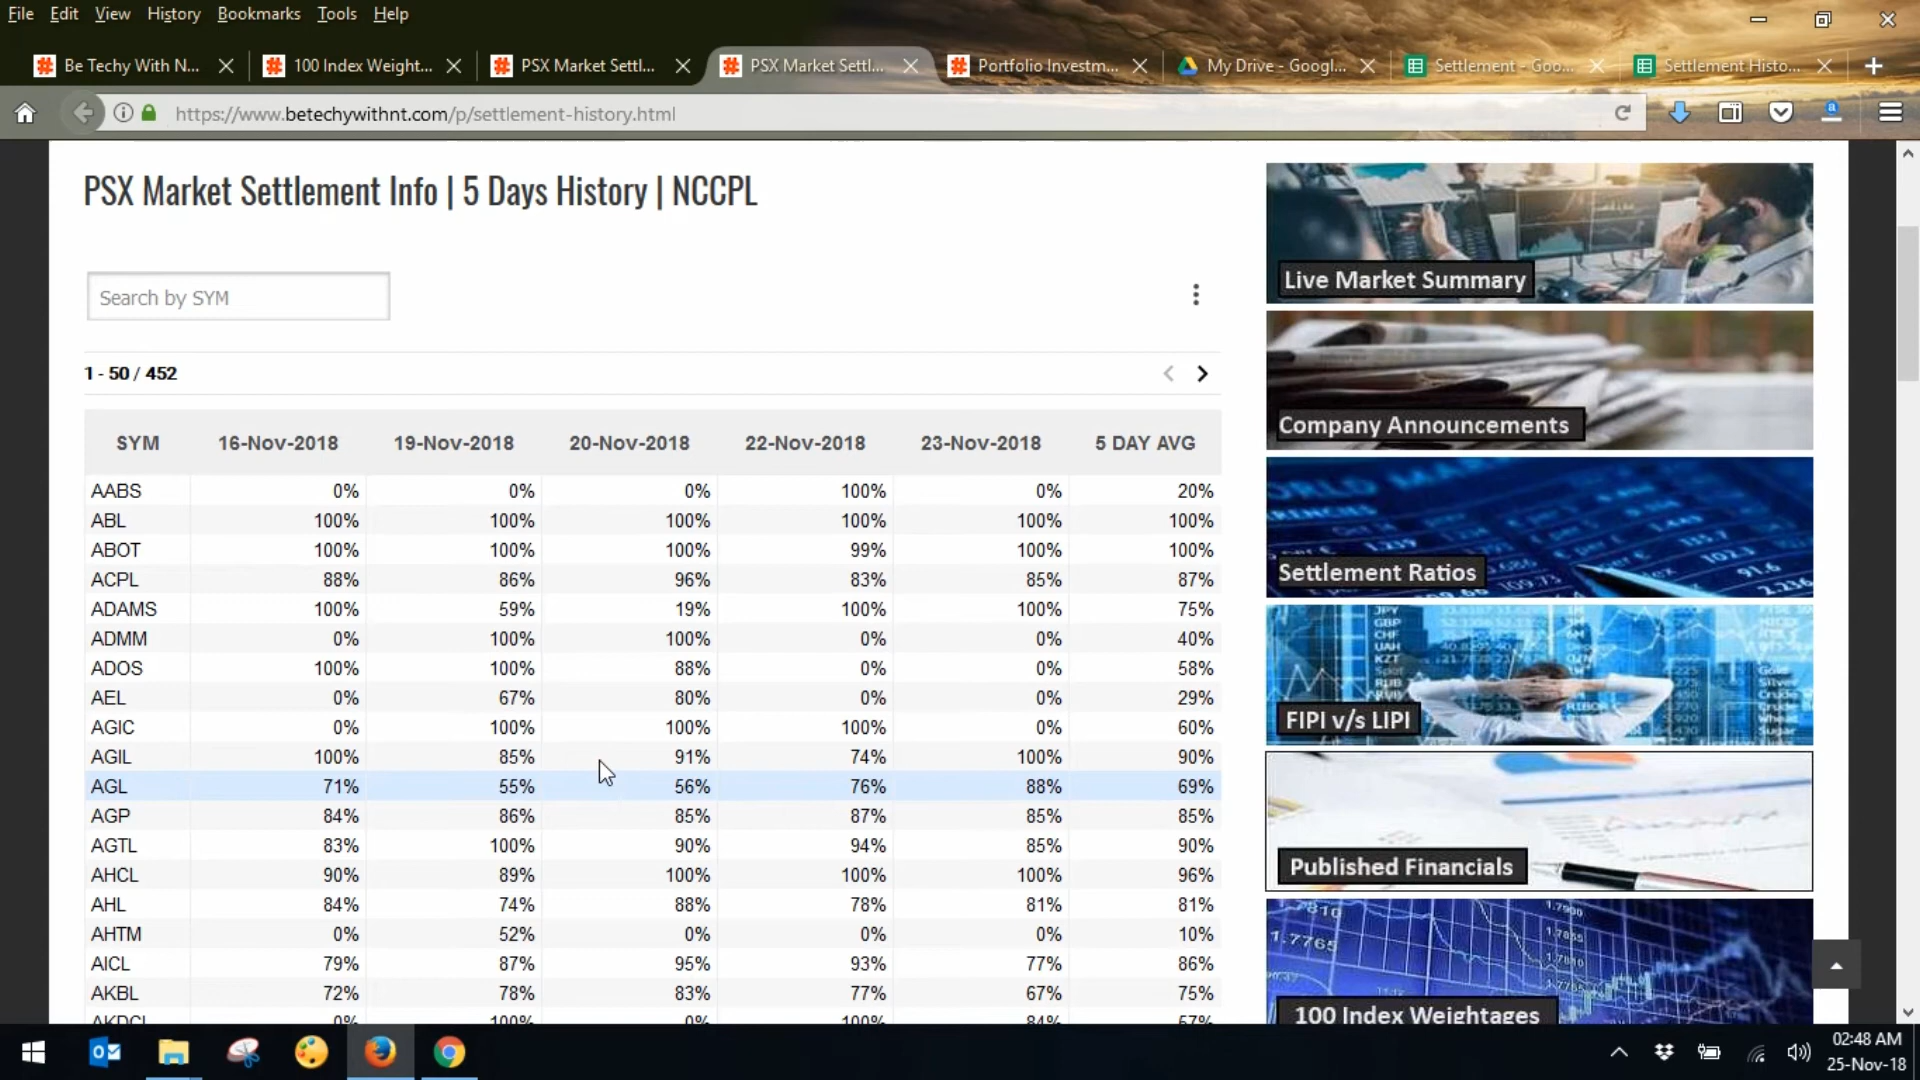 File Edit View History Bookmarks Tools Help
Be Techy With N... 100 Index Weight... PSX Market Settl... PSX Market Settl... Portfolio Investm... My Drive - Googl... Settlement - Goo... Settlement Histo...
https://www.betechywithnt.com/p/settlement-history.html
PSX Market Settlement Info | 5 Days History | NCCPL
Search by SYM
1 - 50 / 452
SYM 16-Nov-2018 19-Nov-2018 20-Nov-2018 22-Nov-2018 23-Nov-2018 5 DAY AVG
AABS 0% 0% 0% 100% 0% 20%
ABL 100% 100% 100% 100% 100% 100%
ABOT 100% 100% 100% 99% 100% 100%
ACPL 88% 86% 96% 83% 85% 87%
ADAMS 100% 59% 19% 100% 100% 75%
ADMM 0% 100% 100% 0% 0% 40%
ADOS 100% 100% 88% 0% 0% 58%
AEL 0% 67% 80% 0% 0% 29%
AGIC 0% 100% 100% 100% 0% 60%
AGIL 100% 85% 91% 74% 100% 90%
AGL 71% 55% 56% 76% 88% 69%
AGP 84% 86% 85% 87% 85% 85%
AGTL 83% 100% 90% 94% 85% 90%
AHCL 90% 89% 100% 100% 100% 96%
AHL 84% 74% 88% 78% 81% 81%
AHTM 0% 52% 0% 0% 0% 10%
AICL 79% 87% 95% 93% 77% 86%
AKBL 72% 78% 83% 77% 67% 75%
AKDCL 0% 100% 0% 100% 84% 57%
Live Market Summary
Company Announcements
Settlement Ratios
FIPI v/s LIPI
Published Financials
1.7765
100 Index Weightages
02:48 AM
25-Nov-18